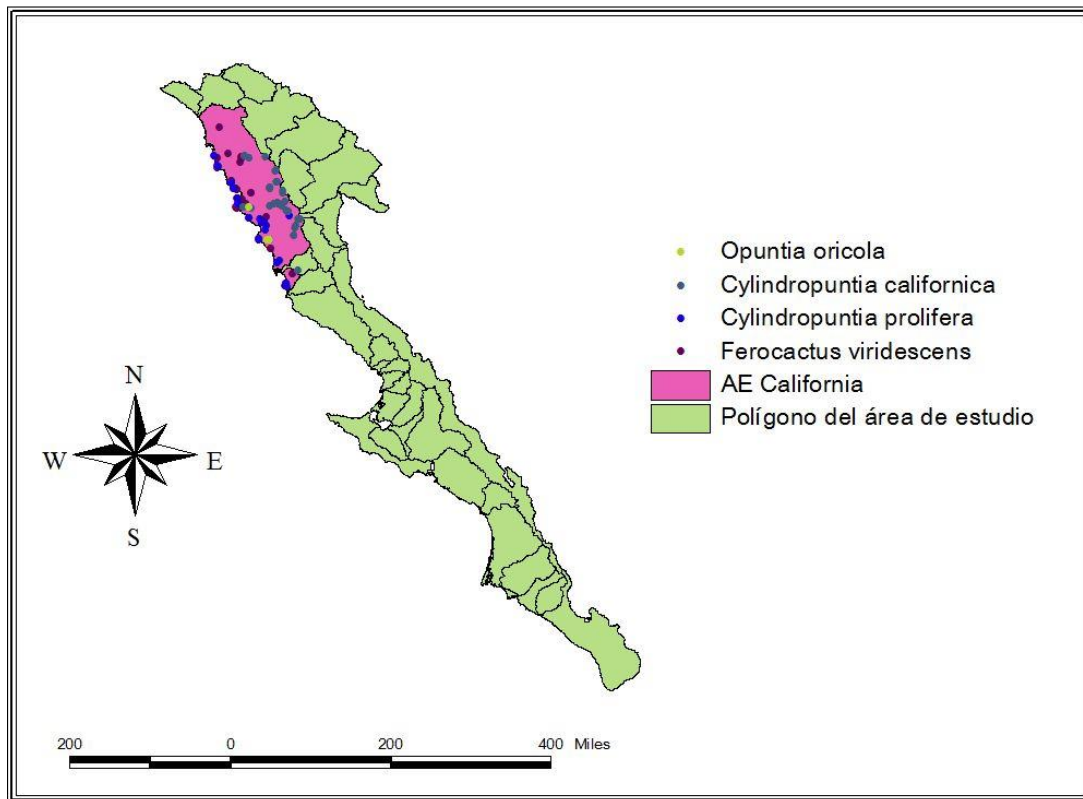 Opuntia oricola
Cylindropuntia californica
Cylindropuntia prolifera
Ferocactus viridescens
AE California
Polígono del área de estudio
N
W E
S
200 0 200 400 Miles